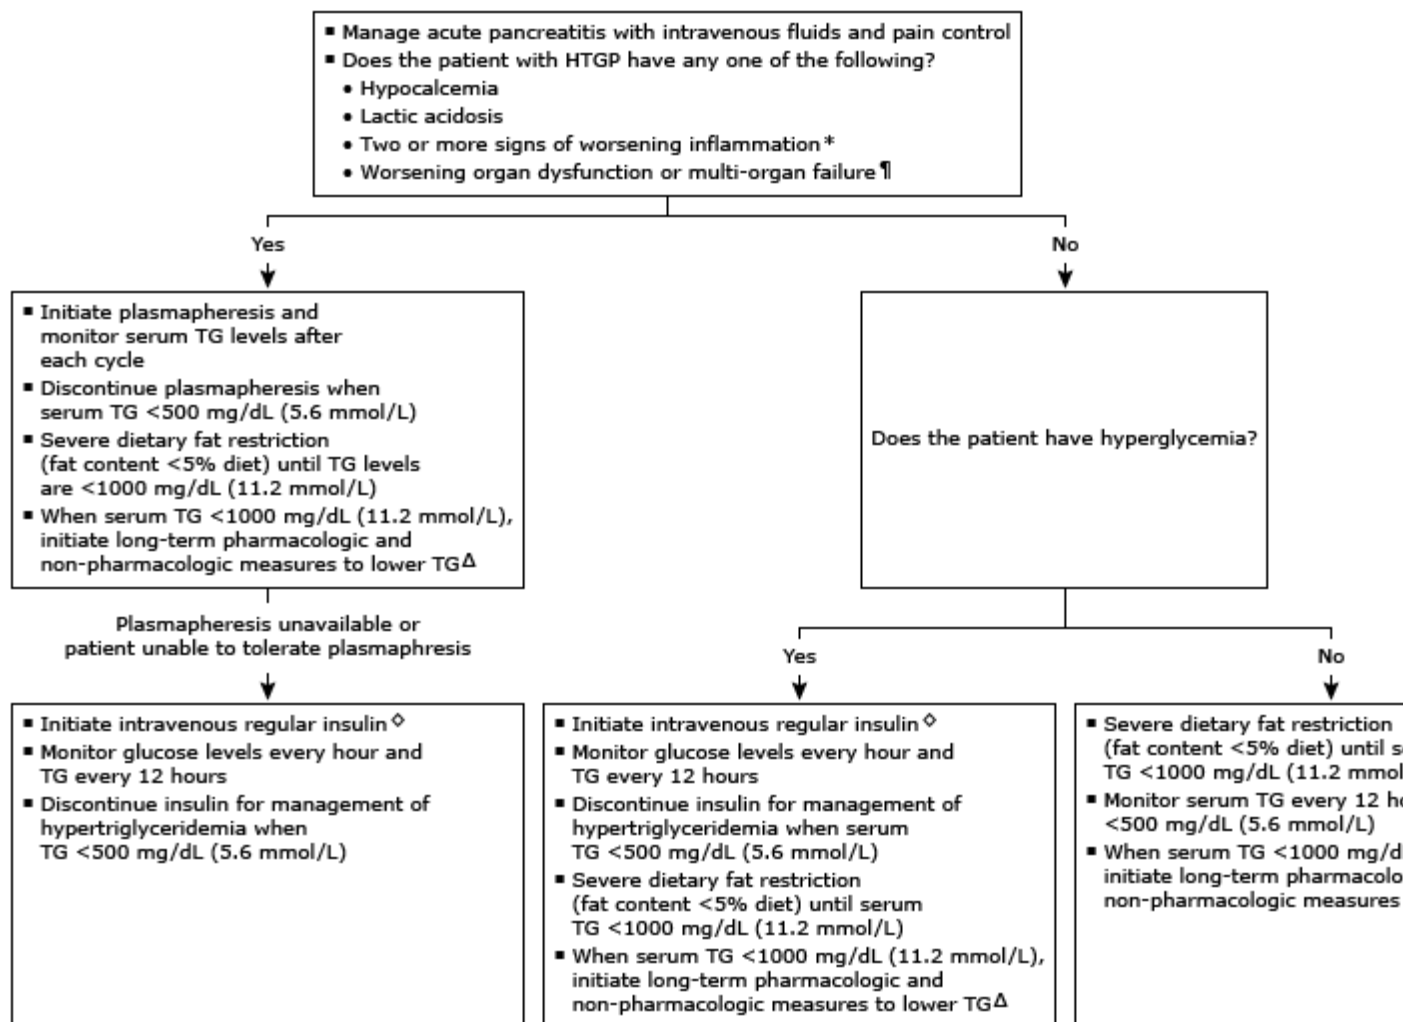 ▪ Manage acute pancreatitis with intravenous fluids and pain control
▪ Does the patient with HTGP have any one of the following?
• Hypocalcemia
• Lactic acidosis
• Two or more signs of worsening inflammation*
• Worsening organ dysfunction or multi-organ failure¶
Yes
No
▪ Initiate plasmapheresis and
monitor serum TG levels after
each cycle
▪ Discontinue plasmapheresis when
serum TG <500 mg/dL (5.6 mmol/L)
▪ Severe dietary fat restriction
(fat content <5% diet) until TG levels
are <1000 mg/dL (11.2 mmol/L)
▪ When serum TG <1000 mg/dL (11.2 mmol/L),
initiate long-term pharmacologic and
non-pharmacologic measures to lower TGΔ
Does the patient have hyperglycemia?
Plasmapheresis unavailable or
patient unable to tolerate plasmaphresis
Yes
No
▪ Initiate intravenous regular insulin◇
▪ Monitor glucose levels every hour and
TG every 12 hours
▪ Discontinue insulin for management of
hypertriglyceridemia when
TG <500 mg/dL (5.6 mmol/L)
▪ Initiate intravenous regular insulin◇
▪ Monitor glucose levels every hour and
TG every 12 hours
▪ Discontinue insulin for management of
hypertriglyceridemia when serum
TG <500 mg/dL (5.6 mmol/L)
▪ Severe dietary fat restriction
(fat content <5% diet) until serum
TG <1000 mg/dL (11.2 mmol/L)
▪ When serum TG <1000 mg/dL (11.2 mmol/L),
initiate long-term pharmacologic and
non-pharmacologic measures to lower TGΔ
▪ Severe dietary fat restriction
(fat content <5% diet) until
TG <1000 mg/dL (11.2
▪ Monitor serum TG every 12
<500 mg/dL (5.6 mmol/L)
▪ When serum TG <1000
initiate long-term
non-pharmacologic measures